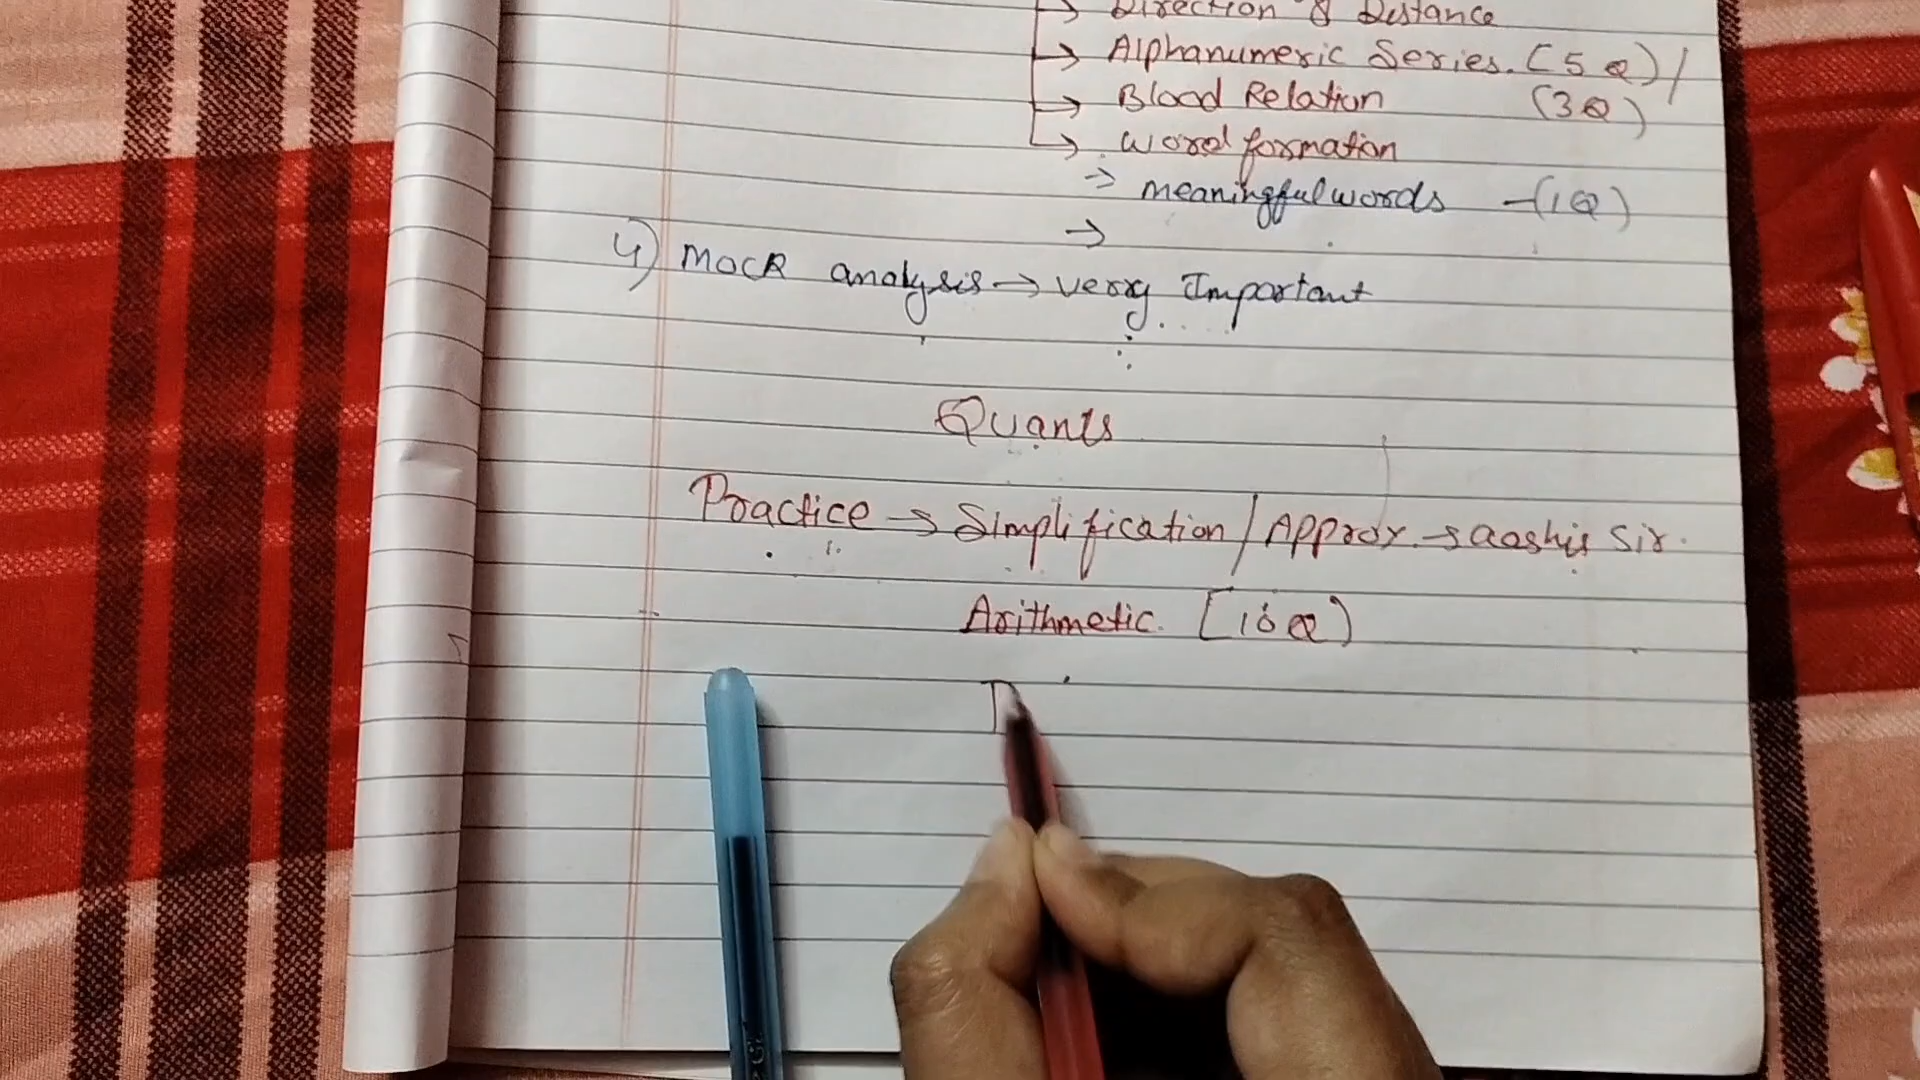 → Direction & Distance
→ Alphanumeric Series. (5 Q) /
→ Blood Relation (3Q)
→ word formation
→ meaningful words - (1Q)
→
4) Mock analysis → very Important
Quants
Practice → Simplification / Approx. → aashis Sir.
Arithmetic. [10 Q)